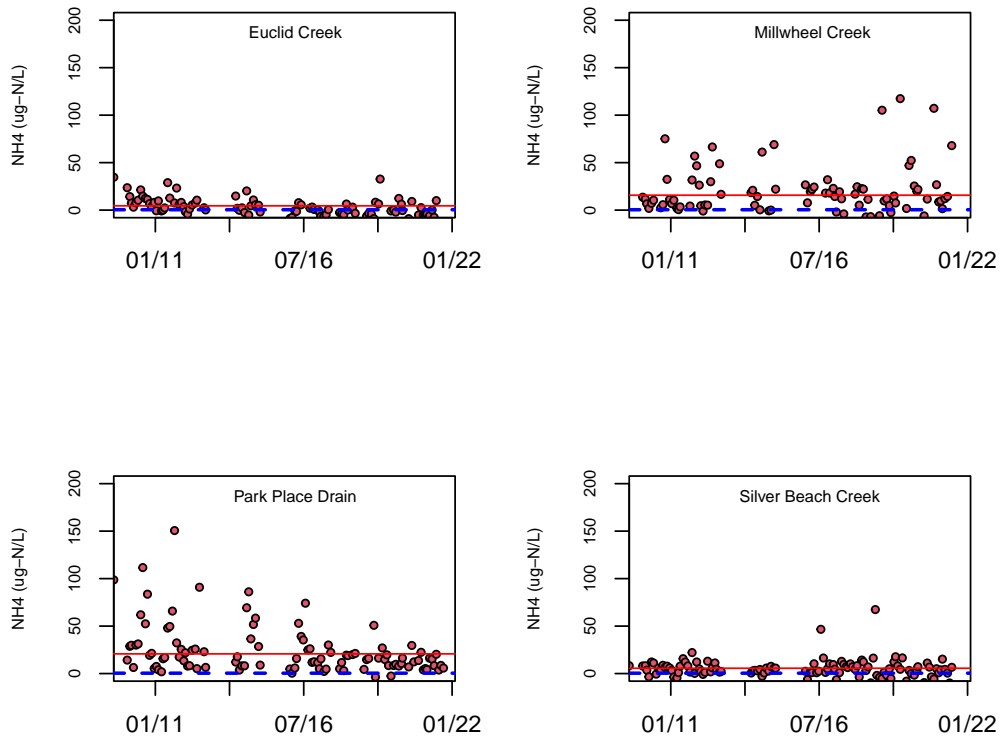 Euclid Creek
NH4 (ug−N/L)
200
150
100
50
0
01/11 07/16 01/22
Millwheel Creek
NH4 (ug−N/L)
200
150
100
50
0
01/11 07/16 01/22
Park Place Drain
NH4 (ug−N/L)
200
150
100
50
0
01/11 07/16 01/22
Silver Beach Creek
NH4 (ug−N/L)
200
150
100
50
0
01/11 07/16 01/22